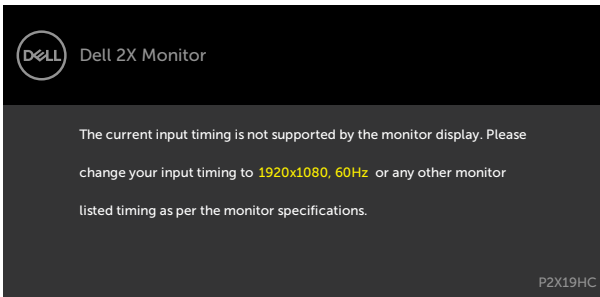 DELL
Dell 2X Monitor
The current input timing is not supported by the monitor display. Please
change your input timing to 1920x1080, 60Hz or any other monitor
listed timing as per the monitor specifications.
P2X19HC